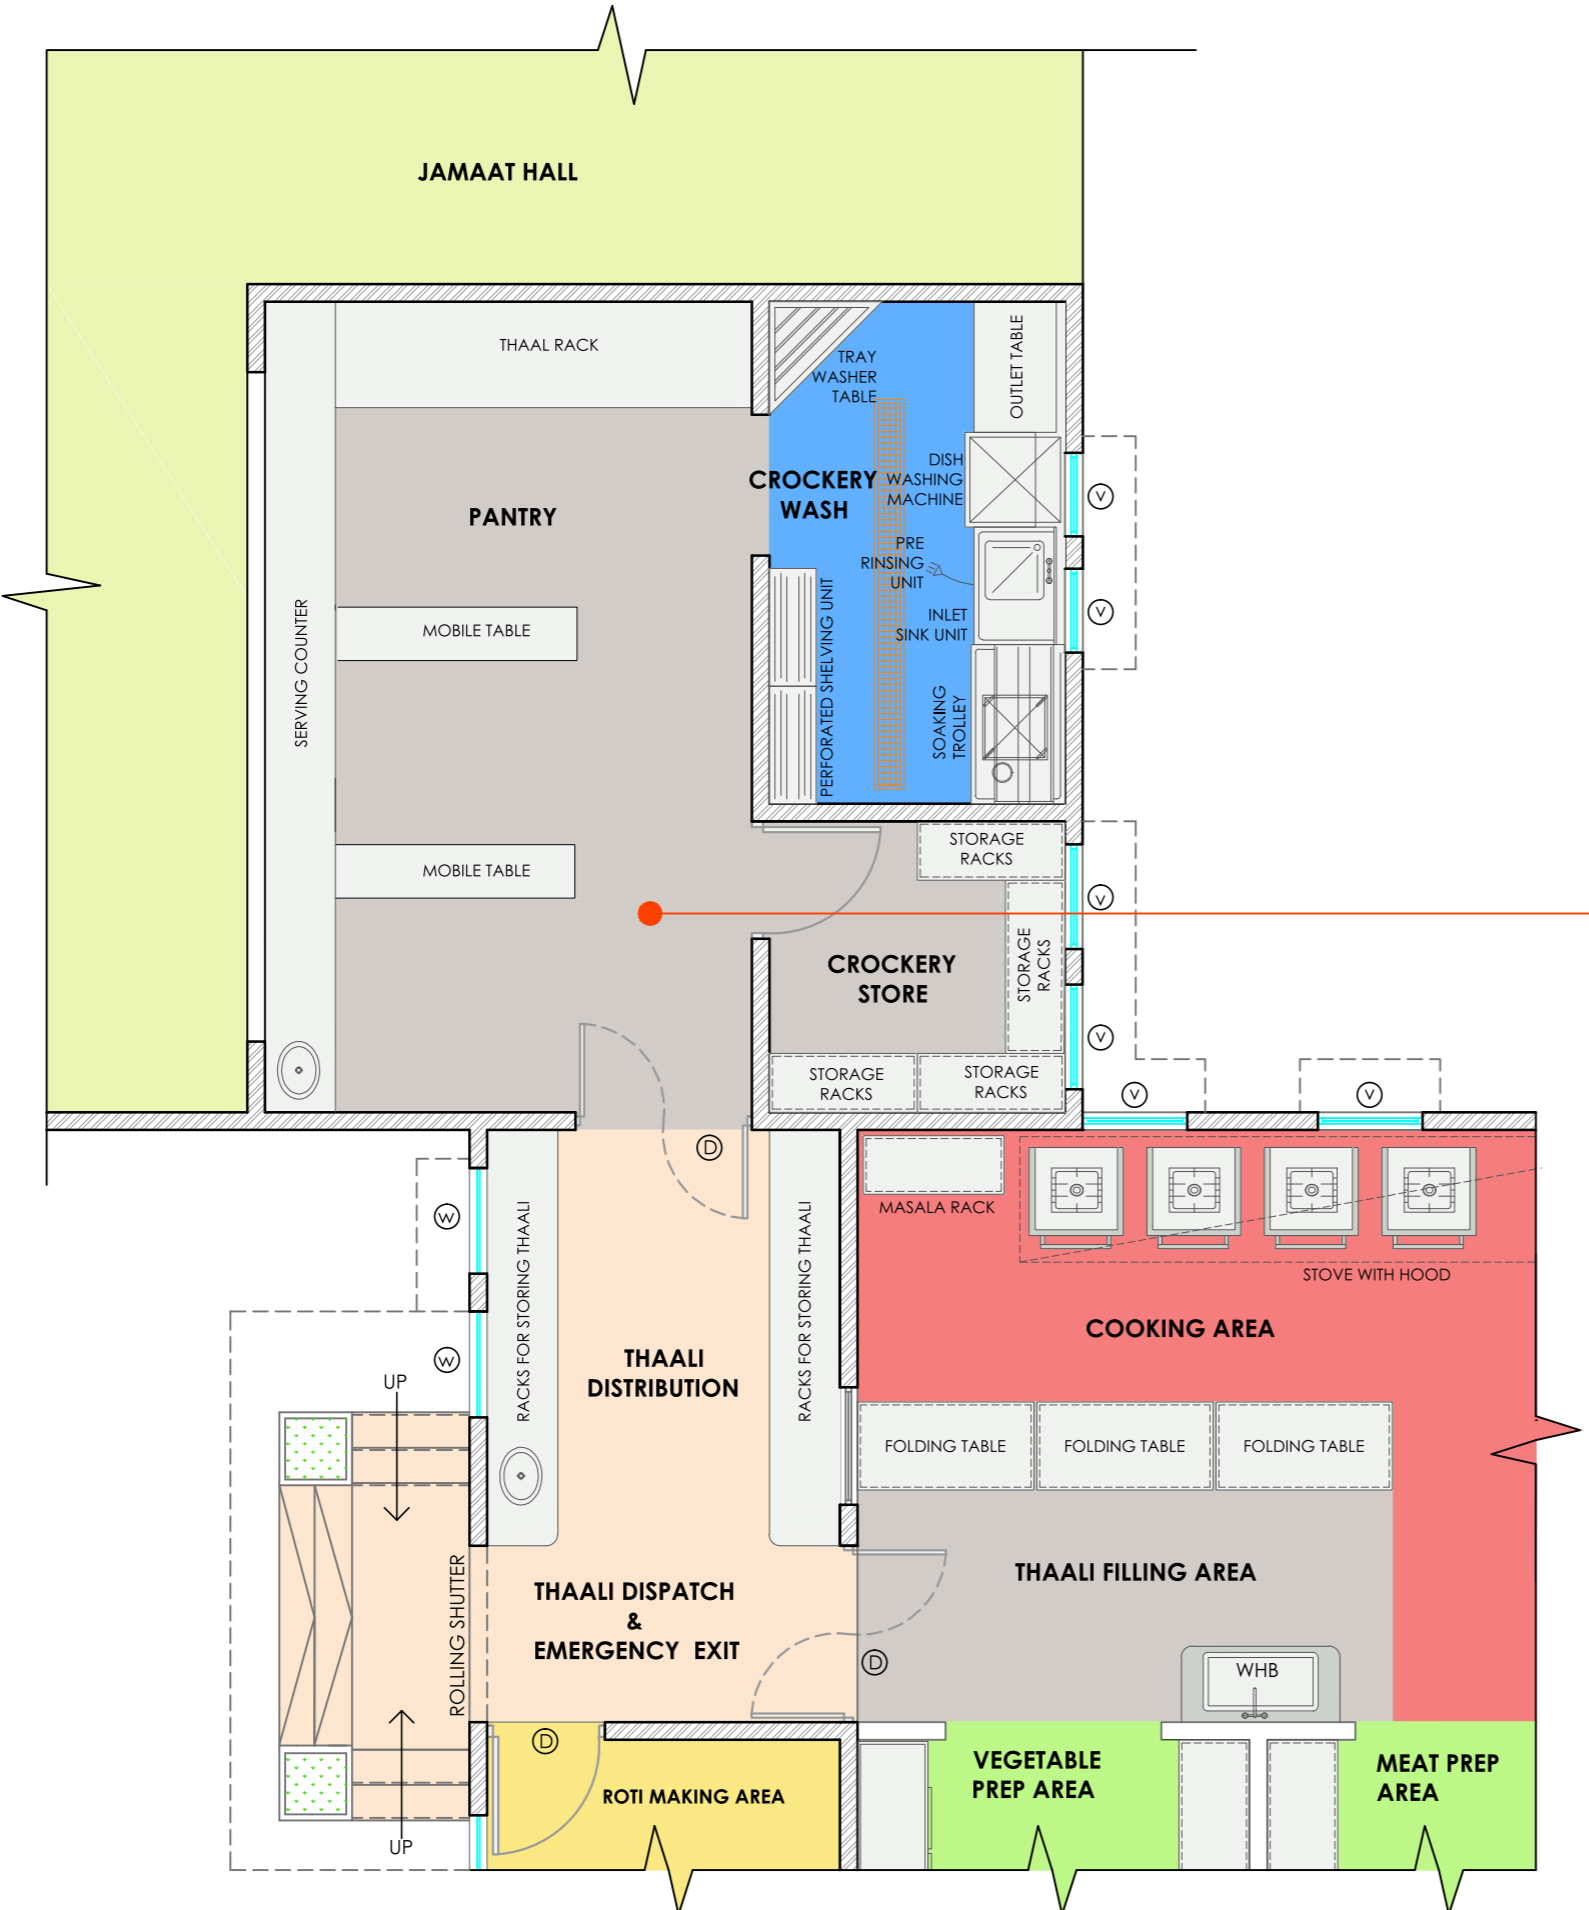 JAMAAT HALL
THAAL RACK
OUTLET TABLE
TRAY
WASHER
TABLE
DISH
WASHING
MACHINE
CROCKERY
WASH
PANTRY
V
PRE
RINSING
UNIT
V
INLET
SINK UNIT
MOBILE TABLE
SERVING COUNTER
PERFORATED SHELVING UNIT
SOAKING
TROLLEY
STORAGE
RACKS
MOBILE TABLE
V
STORAGE
RACKS
CROCKERY
STORE
V
STORAGE
RACKS
STORAGE
RACKS
V
V
D
MASALA RACK
W
RACKS FOR STORING THAALI
RACKS FOR STORING THAALI
STOVE WITH HOOD
COOKING AREA
W
THAALI
DISTRIBUTION
UP
FOLDING TABLE
FOLDING TABLE
FOLDING TABLE
THAALI FILLING AREA
THAALI DISPATCH
&
EMERGENCY EXIT
ROLLING SHUTTER
D
WHB
D
VEGETABLE
PREP AREA
MEAT PREP
AREA
ROTI MAKING AREA
UP